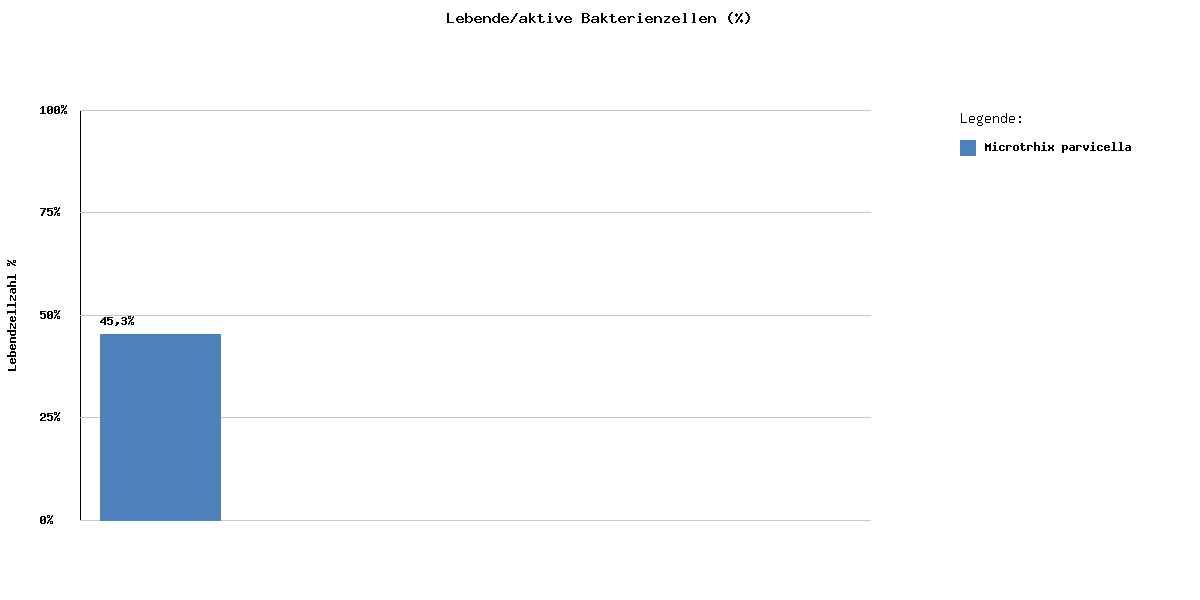 Lebende/aktive Bakterienzellen (%)
100%
75%
50%
25%
0%
Lebendzellzahl %
45,3%
Legende:
Microtrhix parvicella